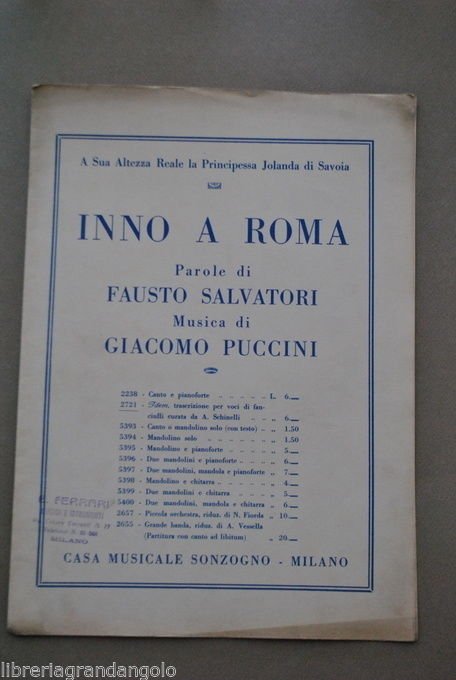 A Sua Altezza Reale la Principessa Jolanda di Savoia
INNO A ROMA
Parole di
FAUSTO SALVATORI
Musica di
GIACOMO PUCCINI
2238 - Canto e pianoforte . . . . . . L. 6.—
2721 - Idem, trascrizione per voci di fan-
ciulli curata da A. Schinelli . . „ 6.—
5393 - Canto o mandolino solo (con testo) . „ 1.50
5394 - Mandolino solo . . . . . . . „ 1.50
5395 - Mandolino e pianoforte . . . . „ 5.—
5396 - Due mandolini e pianoforte . . . „ 6.—
5397 - Due mandolini, mandola e pianoforte „ 7.—
5398 - Mandolino e chitarra . . . . . „ 4.—
5399 - Due mandolini e chitarra . . . . „ 5.—
5400 - Due mandolini, mandola e chitarra . „ 6.—
2657 - Piccola orchestra, riduz. di N. Fiorda „ 10.—
2655 - Grande banda, riduz. di A. Vessella
(Partitura con canto ad libitum) . „ 20.—
FERRARI
MILANO
CASA MUSICALE SONZOGNO - MILANO
libreriagrandangolo